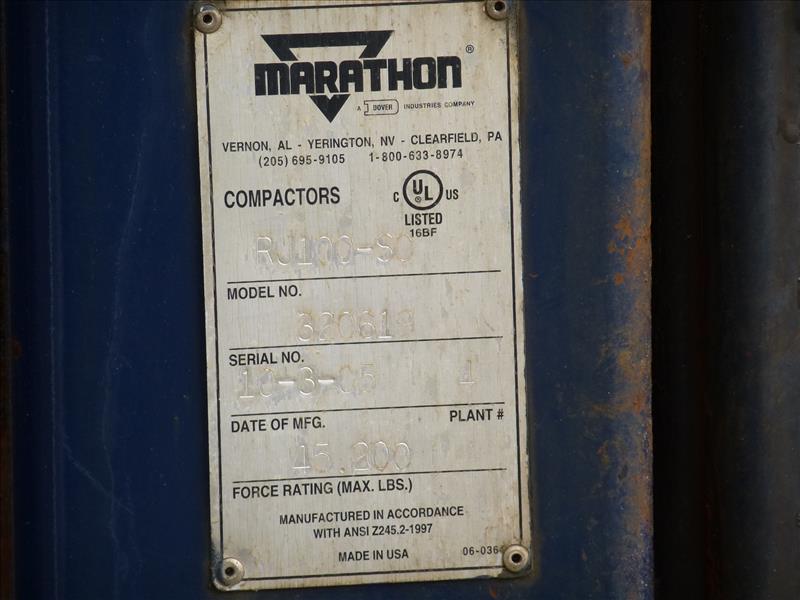 MARATHON ®
A DOVER INDUSTRIES COMPANY
VERNON, AL - YERINGTON, NV - CLEARFIELD, PA
(205) 695-9105 1-800-633-8974
COMPACTORS
C UL ® US
LISTED
16BF
RJ100-SC
MODEL NO.
SERIAL NO.
10-3-05 1
DATE OF MFG. PLANT #
45,200
FORCE RATING (MAX. LBS.)
MANUFACTURED IN ACCORDANCE
WITH ANSI Z245.2-1997
MADE IN USA